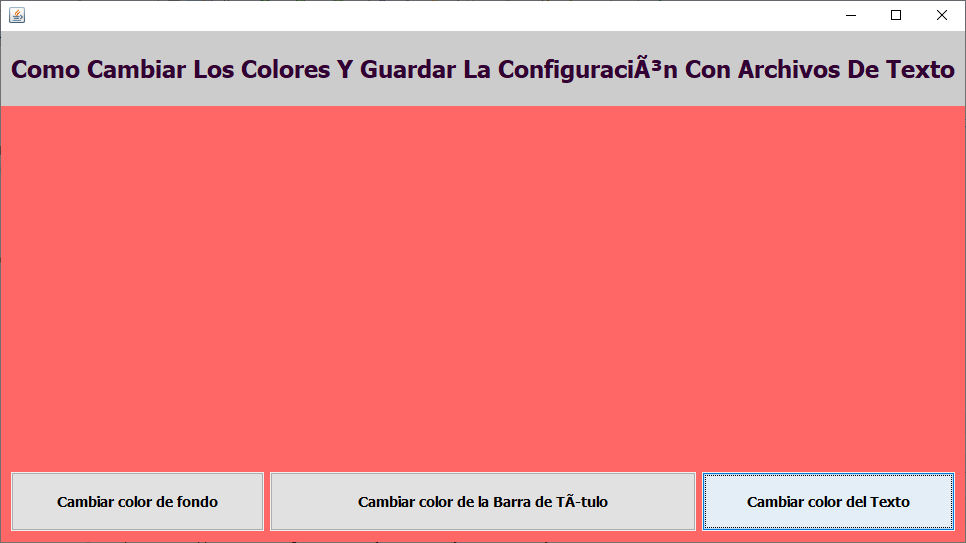 Como Cambiar Los Colores Y Guardar La ConfiguraciÃ³n Con Archivos De Texto
Cambiar color de fondo
Cambiar color de la Barra de TÃ-tulo
Cambiar color del Texto